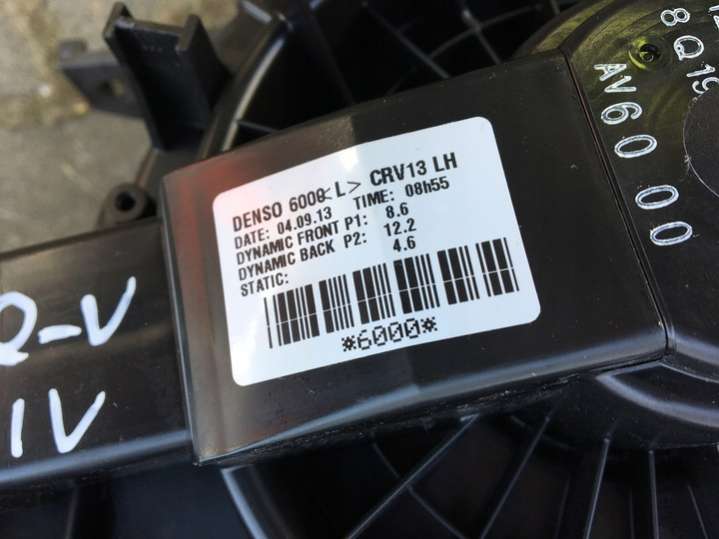 DENSO 6000<L> CRV13 LH
DATE: 04.09.13 TIME: 08h55
DYNAMIC FRONT P1: 8.6
DYNAMIC BACK P2: 12.2
STATIC: 4.6
*6000*
8Q19
AV60 00
-V
IV